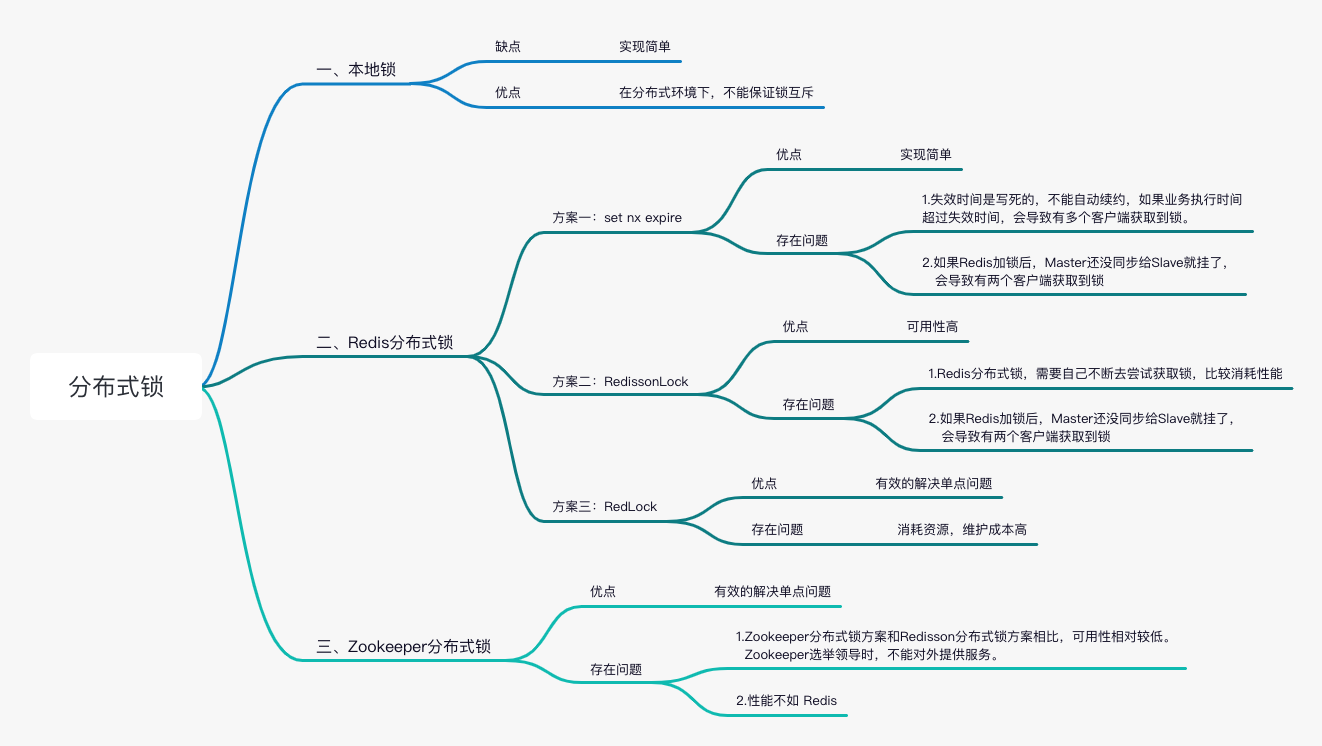 分布式锁
一、本地锁
缺点
实现简单
优点
在分布式环境下，不能保证锁互斥
二、Redis分布式锁
方案一：set nx expire
优点
实现简单
存在问题
1.失效时间是写死的，不能自动续约，如果业务执行时间
超过失效时间，会导致有多个客户端获取到锁。
2.如果Redis加锁后，Master还没同步给Slave就挂了，
会导致有两个客户端获取到锁
方案二：RedissonLock
优点
可用性高
存在问题
1.Redis分布式锁，需要自己不断去尝试获取锁，比较消耗性能
2.如果Redis加锁后，Master还没同步给Slave就挂了，
会导致有两个客户端获取到锁
方案三：RedLock
优点
有效的解决单点问题
存在问题
消耗资源，维护成本高
三、Zookeeper分布式锁
优点
有效的解决单点问题
存在问题
1.Zookeeper分布式锁方案和Redisson分布式锁方案相比，可用性相对较低。
Zookeeper选举领导时，不能对外提供服务。
2.性能不如 Redis